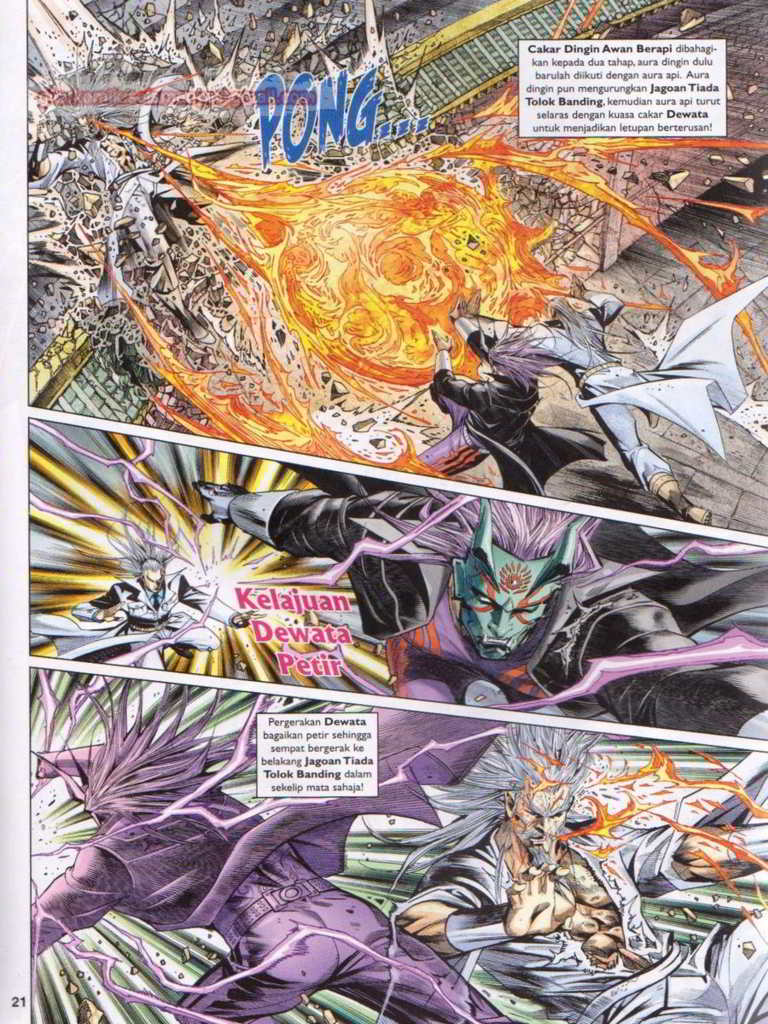 Cakar Dingin Awan Berapi dibahagi-
kan kepada dua tahap, aura dingin dulu
barulah diikuti dengan aura api. Aura
dingin pun mengurungkan Jagoan Tiada
Tolok Banding, kemudian aura api turut
selaras dengan kuasa cakar Dewata
untuk menjadikan letupan berterusan!
PONG...
Kelajuan
Dewata
Petir
Pergerakan Dewata
bagaikan petir sehingga
sempat bergerak ke
belakang Jagoan Tiada
Tolok Banding dalam
sekelip mata sahaja!
21